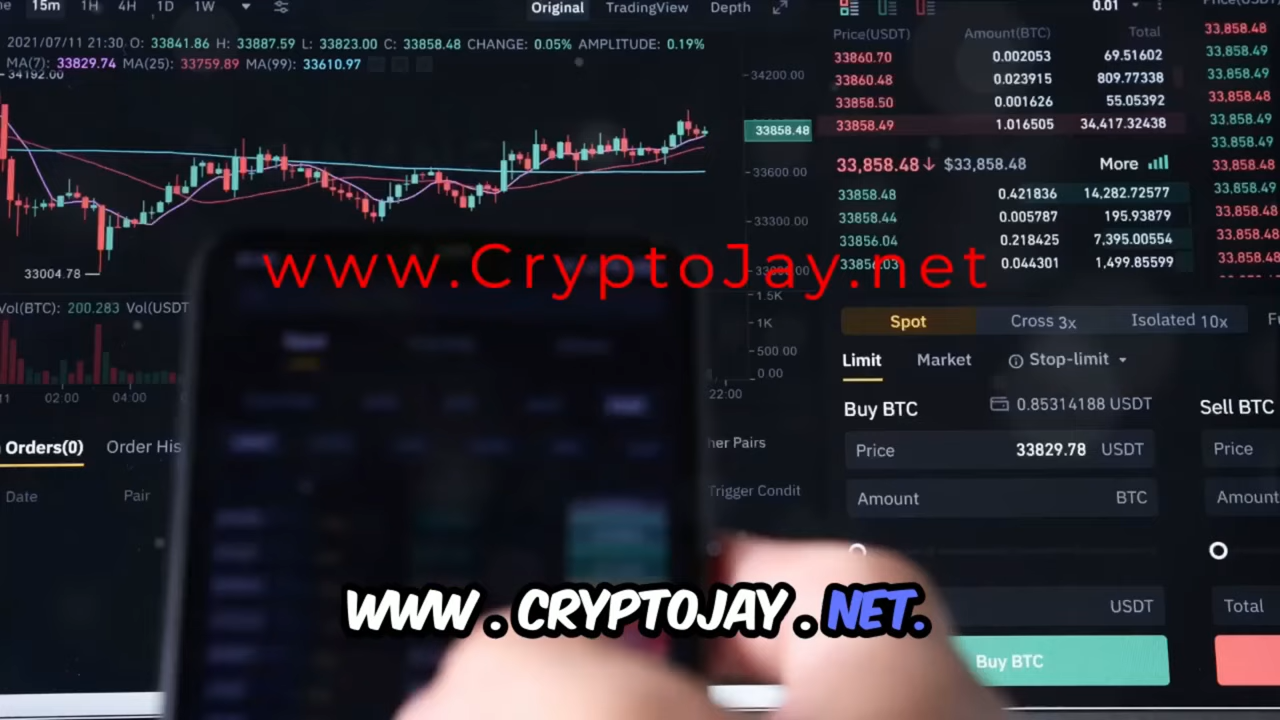 15m 1H 4H 1D 1W
Original TradingView Depth
0.01
2021/07/11 21:30 O: 33841.86 H: 33887.59 L: 33823.00 C: 33858.48 CHANGE: 0.05% AMPLITUDE: 0.19%
MA(7): 33829.74 MA(25): 33759.89 MA(99): 33610.97
34192.00
34200.00
33858.48
33600.00
33300.00
33004.78
1.5K
1K
500.00
0.00
Vol(BTC): 200.283 Vol(USDT
02:00 04:00
22:00
Orders(0) Order His
Date Pair
her Pairs
Trigger Condit
Price(USDT) Amount(BTC) Total
33860.70 0.002053 69.51602
33860.48 0.023915 809.77338
33858.50 0.001626 55.05392
33858.49 1.016505 34,417.32438
33,858.48↓ $33,858.48 More
33858.48 0.421836 14,282.72577
33858.44 0.005787 195.93879
33856.04 0.218425 7,395.00554
33856.03 0.044301 1,499.85599
33,858.48
33,858.49
33,858.49
33,858.48
33,858.49
33,858.49
33,858.48
33,858.49
33,858.48
33,858.48
33,858.48
www.CryptoJay.net
Spot Cross 3x Isolated 10x
Limit Market Stop-limit
Buy BTC 0.85314188 USDT Sell BTC
Price 33829.78 USDT Price
Amount BTC Amount
USDT Total
Buy BTC
WWW.CRYPTOJAY.NET.